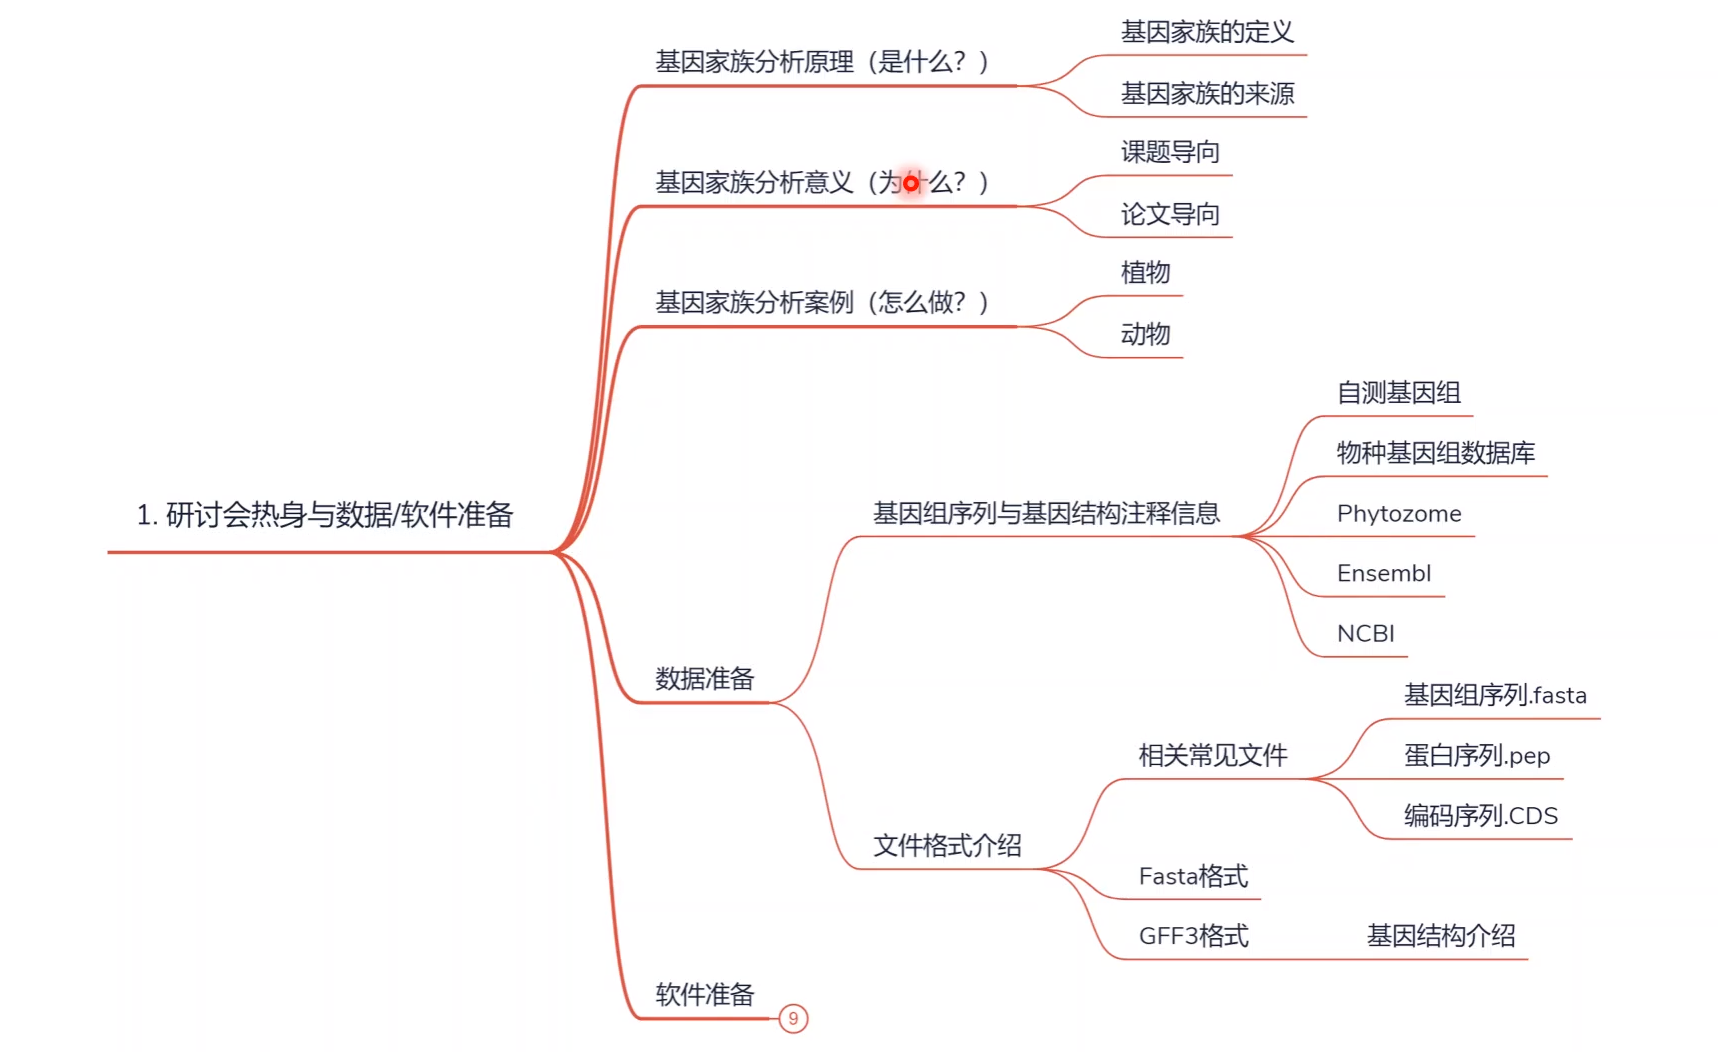 基因家族分析原理（是什么？）
基因家族的定义
基因家族的来源
基因家族分析意义（为什么？）
课题导向
论文导向
基因家族分析案例（怎么做？）
植物
动物
1. 研讨会热身与数据/软件准备
数据准备
基因组序列与基因结构注释信息
自测基因组
物种基因组数据库
Phytozome
Ensembl
NCBI
文件格式介绍
相关常见文件
基因组序列.fasta
蛋白序列.pep
编码序列.CDS
Fasta格式
GFF3格式
基因结构介绍
软件准备
9